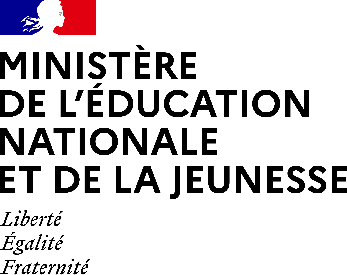 MINISTÈRE
DE L’ÉDUCATION
NATIONALE
ET DE LA JEUNESSE
Liberté
Égalité
Fraternité